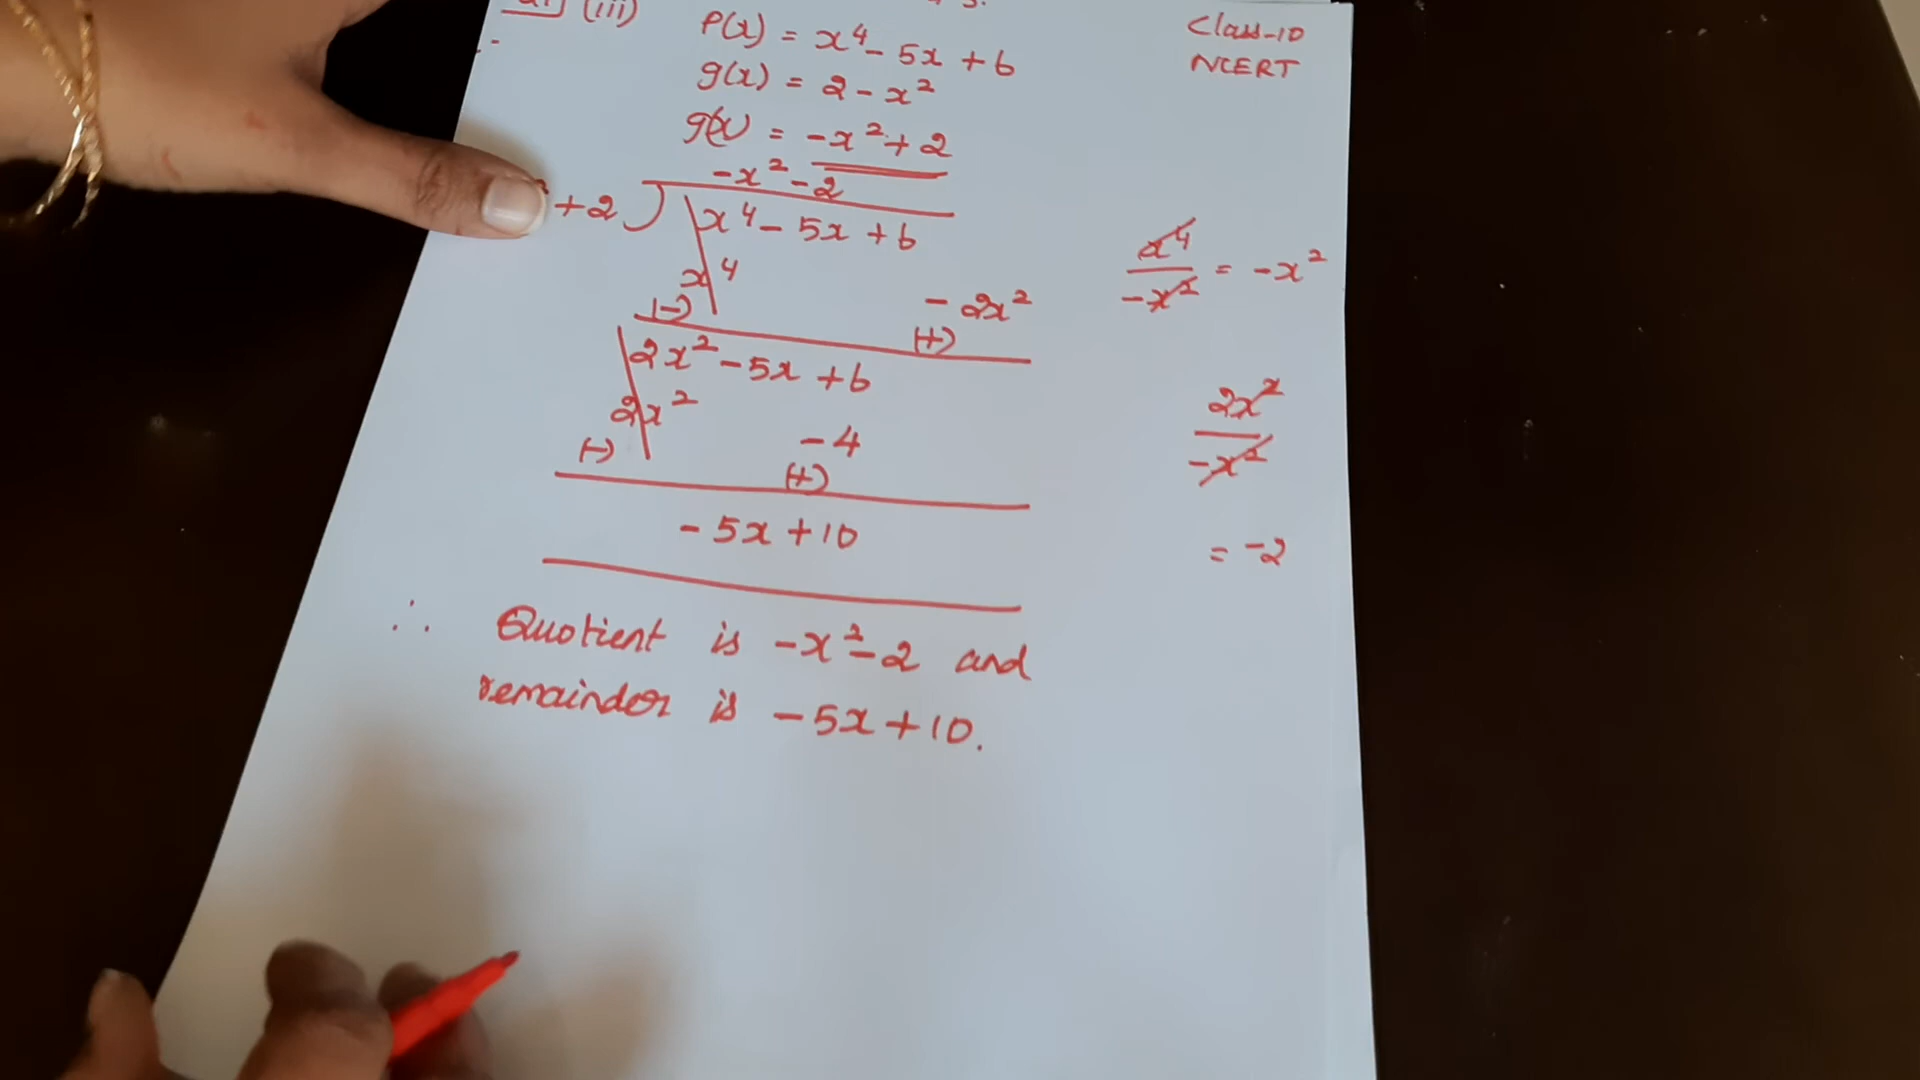 (iii)
P(x) = x⁴ - 5x + 6
Class-10
NCERT
g(x) = 2 - x²
g(x) = -x² + 2
-x² - 2
+2 ) x⁴ - 5x + 6
x⁴
- 2x²
(-)
(+)
2x² - 5x + 6
2x²
- 4
(-)
(+)
- 5x + 10
x⁴
-x²
= -x²
2x²
-x²
= -2
∴ Quotient is -x² - 2 and
remainder is - 5x + 10.